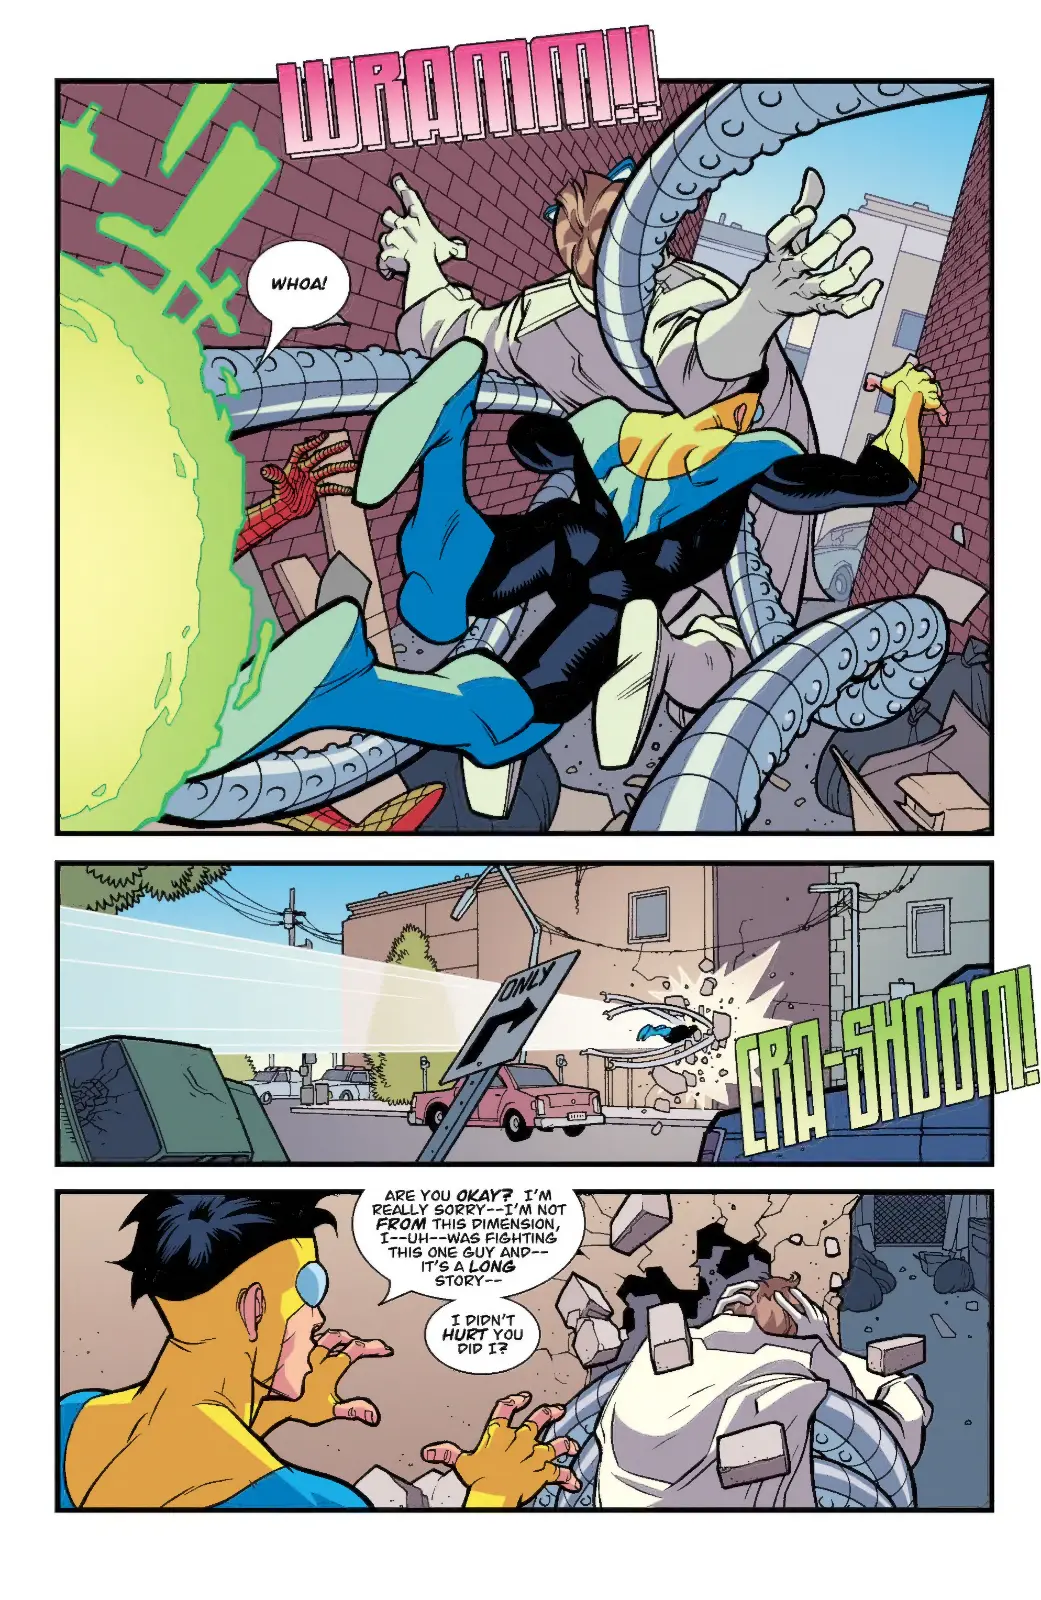 WRAMM!!
WHOA!
ONLY
CRA-SHOOM!
ARE YOU OKAY? I'M
REALLY SORRY--I'M NOT
FROM THIS DIMENSION,
I--UH--WAS FIGHTING
THIS ONE GUY AND--
IT'S A LONG
STORY--
I DIDN'T
HURT YOU
DID I?